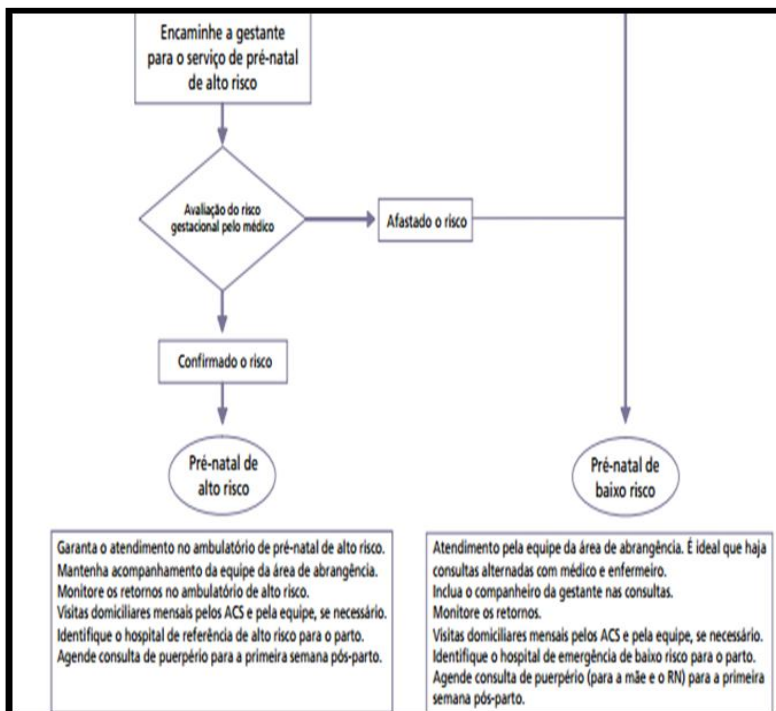 Encaminhe a gestante
para o serviço de pré-natal
de alto risco
Avaliação do risco
gestacional pelo médico
Afastado o risco
Confirmado o risco
Pré-natal de
alto risco
Pré-natal de
baixo risco
Garanta o atendimento no ambulatório de pré-natal de alto risco.
Mantenha acompanhamento da equipe da área de abrangência.
Monitore os retornos no ambulatório de alto risco.
Visitas domiciliares mensais pelos ACS e pela equipe, se necessário.
Identifique o hospital de referência de alto risco para o parto.
Agende consulta de puerpério para a primeira semana pós-parto.
Atendimento pela equipe da área de abrangência. É ideal que haja
consultas alternadas com médico e enfermeiro.
Inclua o companheiro da gestante nas consultas.
Monitore os retornos.
Visitas domiciliares mensais pelos ACS e pela equipe, se necessário.
Identifique o hospital de emergência de baixo risco para o parto.
Agende consulta de puerpério (para a mãe e o RN) para a primeira
semana pós-parto.